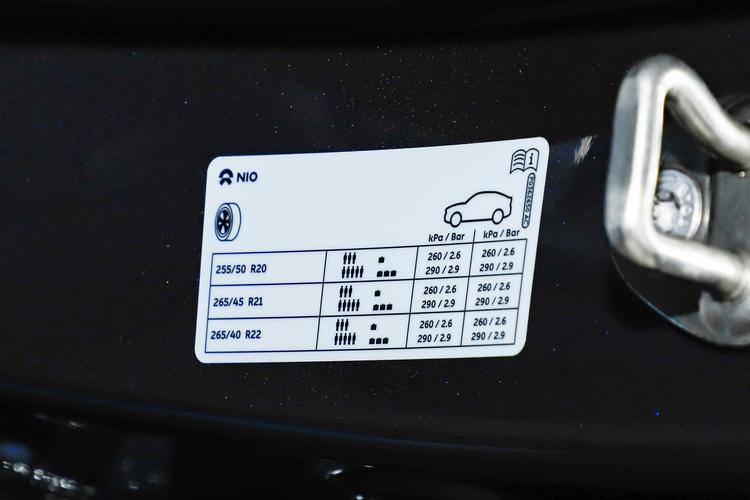 NIO
i
P0362650 AC
kPa / Bar kPa / Bar
255/50 R20 260 / 2.6 260 / 2.6
290 / 2.9 290 / 2.9
265/45 R21 260 / 2.6 260 / 2.6
290 / 2.9 290 / 2.9
265/40 R22 260 / 2.6 260 / 2.6
290 / 2.9 290 / 2.9